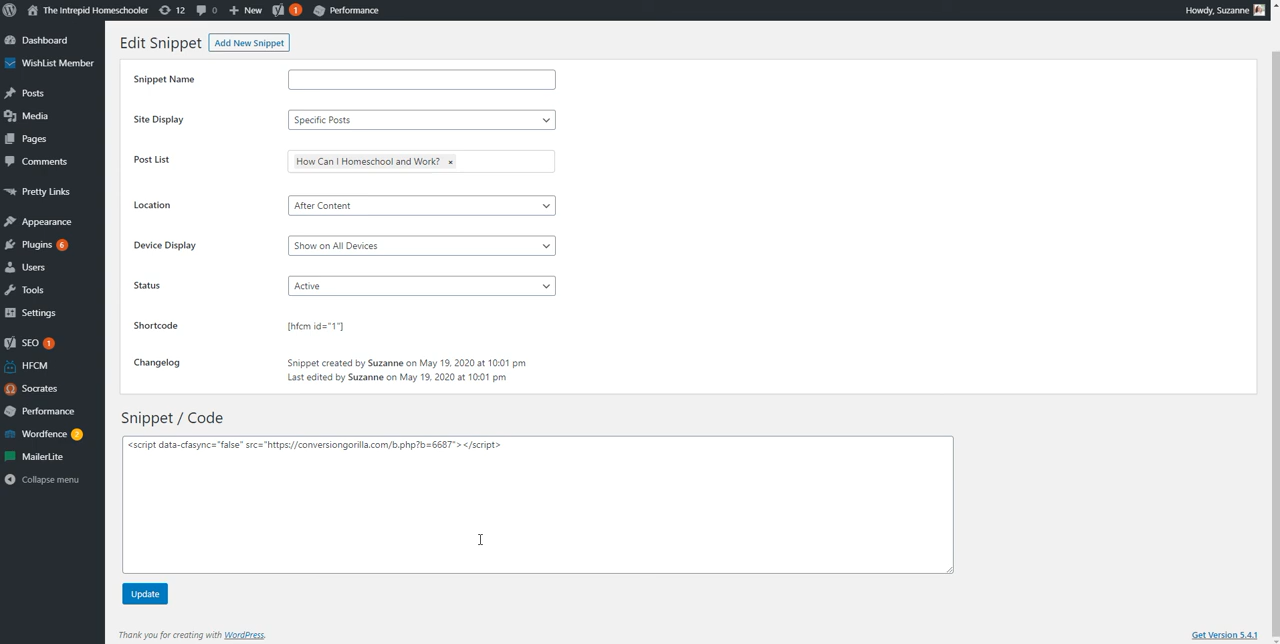 The Intrepid Homeschooler 12 0 New 1 Performance Howdy, Suzanne
Dashboard
WishList Member
Posts
Media
Pages
Comments
Pretty Links
Appearance
Plugins 6
Users
Tools
Settings
SEO 1
HFCM
Socrates
Performance
Wordfence 2
MailerLite
Collapse menu
Edit Snippet Add New Snippet
Snippet Name
Site Display Specific Posts
Post List How Can I Homeschool and Work? ×
Location After Content
Device Display Show on All Devices
Status Active
Shortcode [hfcm id="1"]
Changelog Snippet created by Suzanne on May 19, 2020 at 10:01 pm
Last edited by Suzanne on May 19, 2020 at 10:01 pm
Snippet / Code
<script data-cfasync="false" src="https://conversiongorilla.com/b.php?b=6687"></script>
Update
Thank you for creating with WordPress.
Get Version 5.4.1